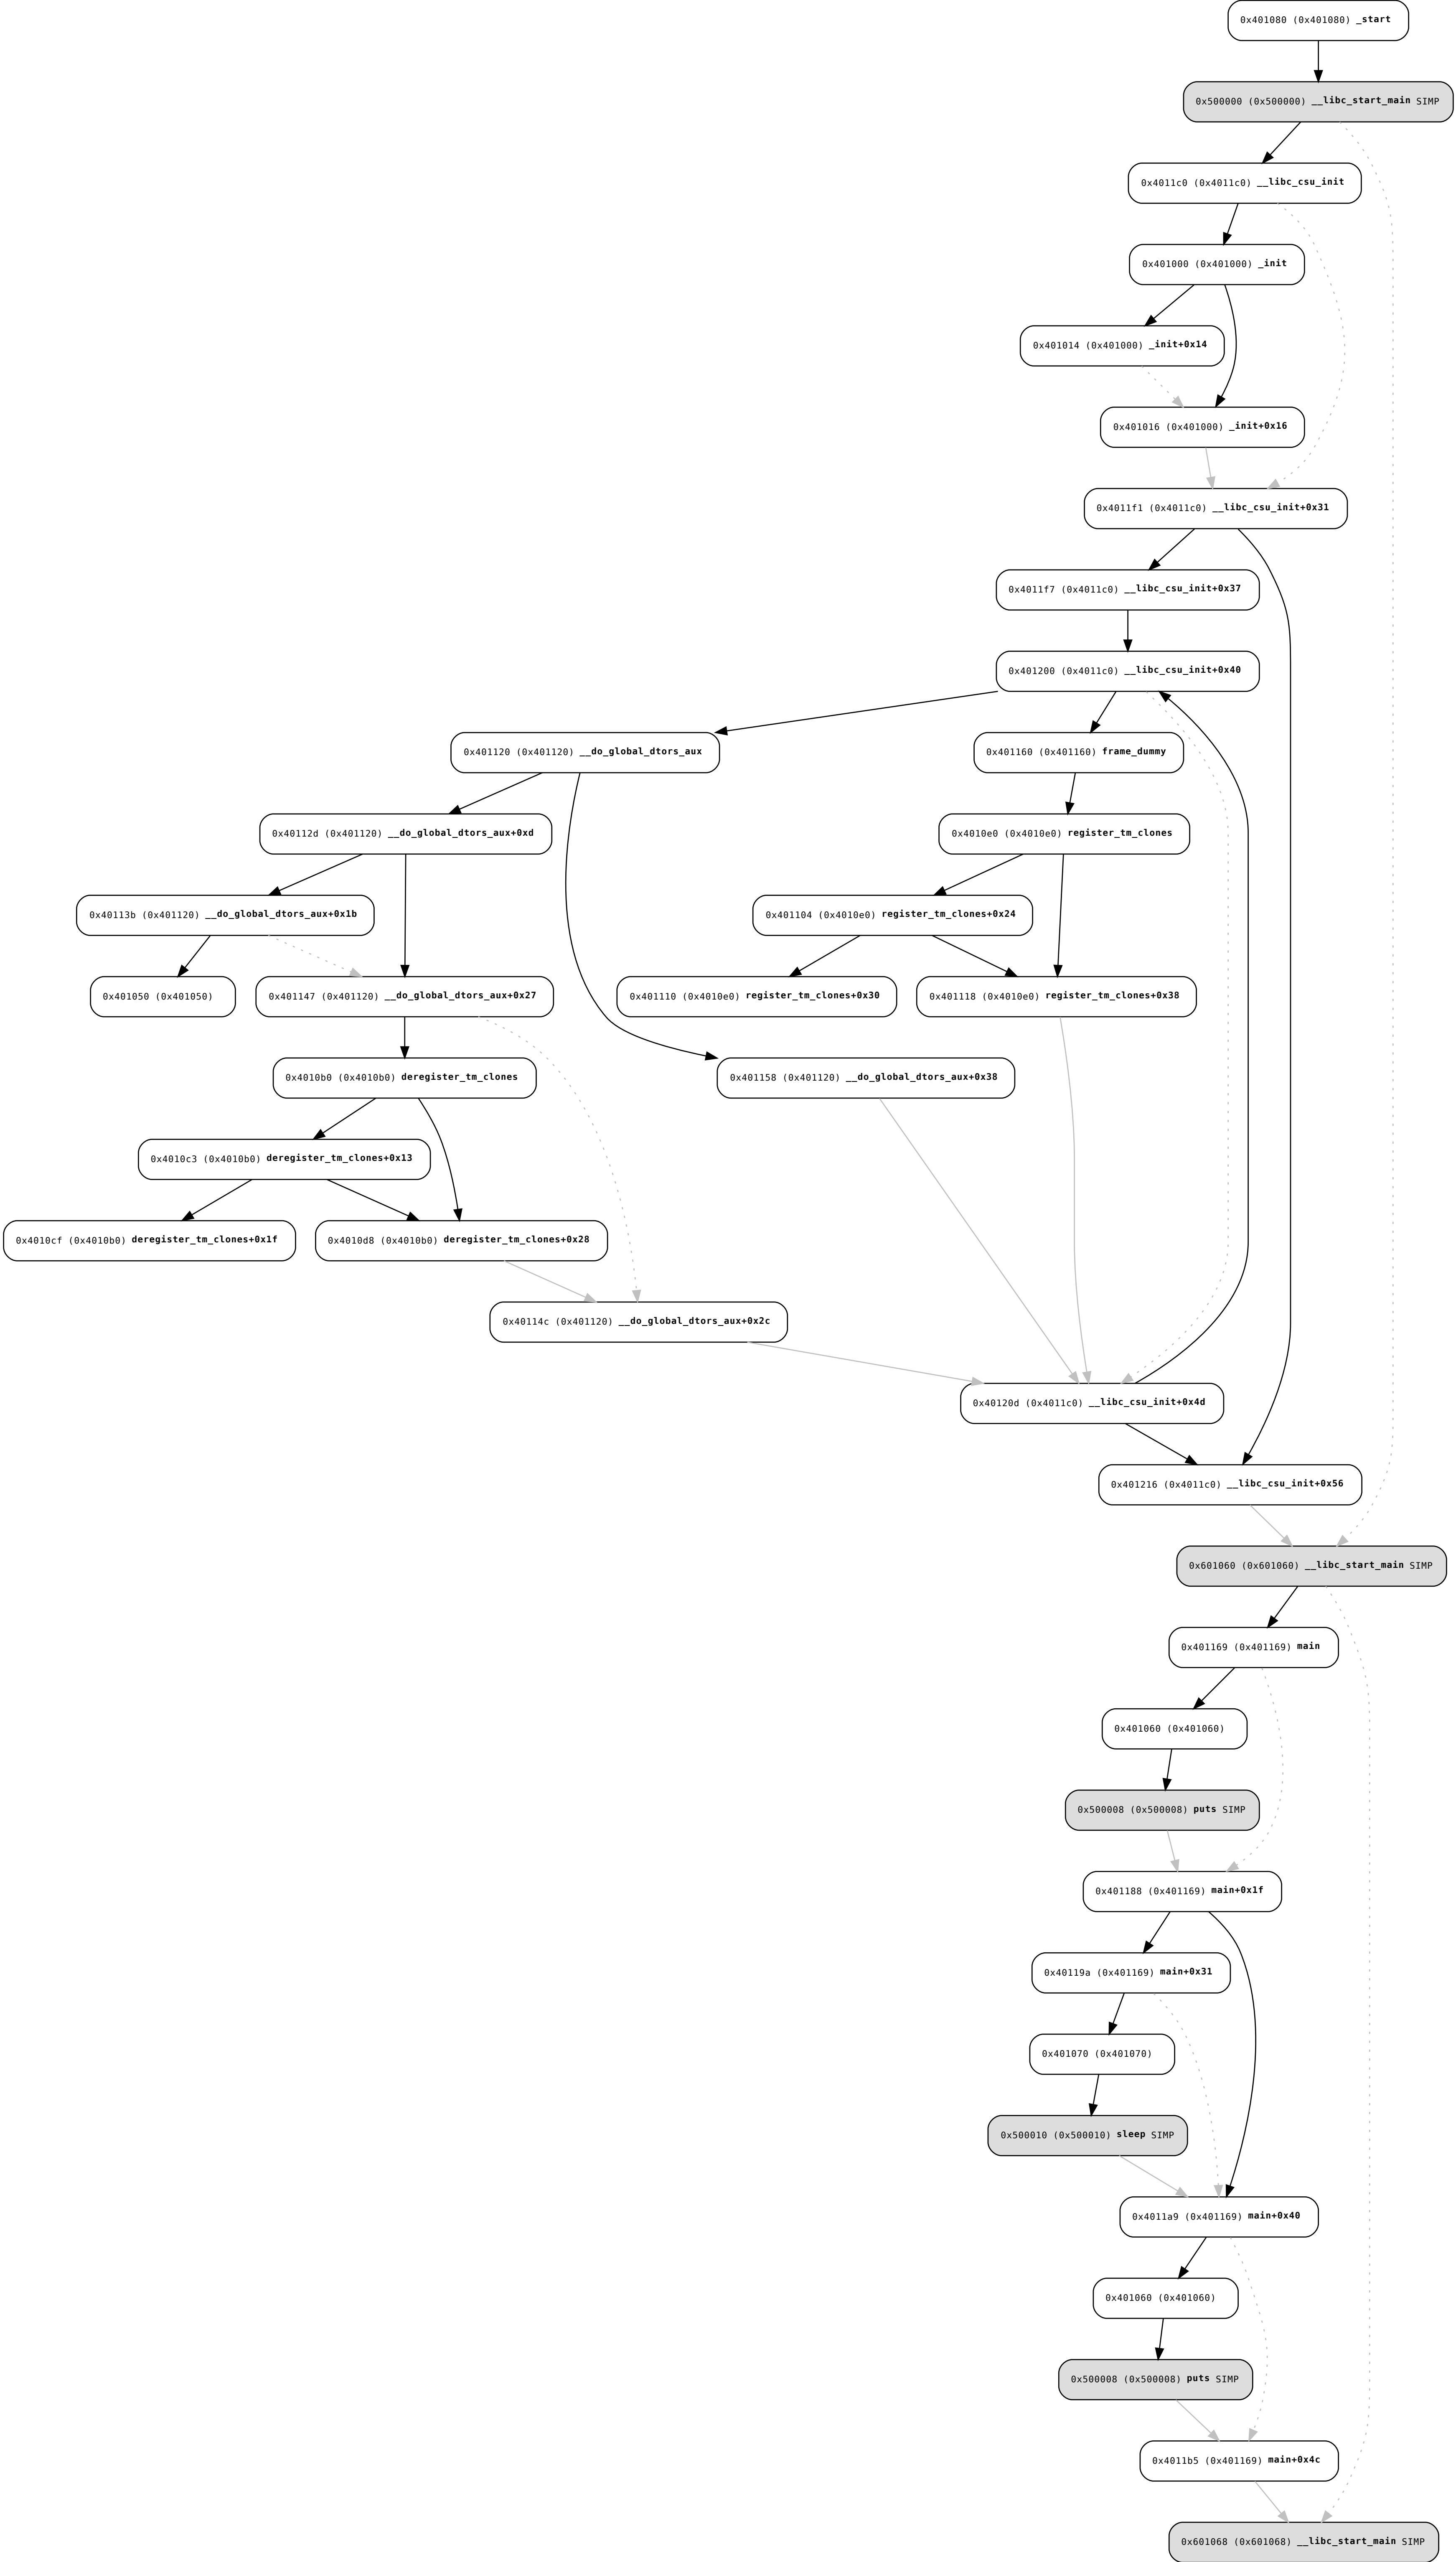 0x401080 (0x401080) _start
0x500000 (0x500000) __libc_start_main SIMP
0x4011c0 (0x4011c0) __libc_csu_init
0x401000 (0x401000) _init
0x401014 (0x401000) _init+0x14
0x401016 (0x401000) _init+0x16
0x4011f1 (0x4011c0) __libc_csu_init+0x31
0x4011f7 (0x4011c0) __libc_csu_init+0x37
0x401200 (0x4011c0) __libc_csu_init+0x40
0x401120 (0x401120) __do_global_dtors_aux
0x401160 (0x401160) frame_dummy
0x40112d (0x401120) __do_global_dtors_aux+0xd
0x4010e0 (0x4010e0) register_tm_clones
0x40113b (0x401120) __do_global_dtors_aux+0x1b
0x401104 (0x4010e0) register_tm_clones+0x24
0x401050 (0x401050)
0x401147 (0x401120) __do_global_dtors_aux+0x27
0x401110 (0x4010e0) register_tm_clones+0x30
0x401118 (0x4010e0) register_tm_clones+0x38
0x4010b0 (0x4010b0) deregister_tm_clones
0x401158 (0x401120) __do_global_dtors_aux+0x38
0x4010c3 (0x4010b0) deregister_tm_clones+0x13
0x4010cf (0x4010b0) deregister_tm_clones+0x1f
0x4010d8 (0x4010b0) deregister_tm_clones+0x28
0x40114c (0x401120) __do_global_dtors_aux+0x2c
0x40120d (0x4011c0) __libc_csu_init+0x4d
0x401216 (0x4011c0) __libc_csu_init+0x56
0x601060 (0x601060) __libc_start_main SIMP
0x401169 (0x401169) main
0x401060 (0x401060)
0x500008 (0x500008) puts SIMP
0x401188 (0x401169) main+0x1f
0x40119a (0x401169) main+0x31
0x401070 (0x401070)
0x500010 (0x500010) sleep SIMP
0x4011a9 (0x401169) main+0x40
0x401060 (0x401060)
0x500008 (0x500008) puts SIMP
0x4011b5 (0x401169) main+0x4c
0x601068 (0x601068) __libc_start_main SIMP